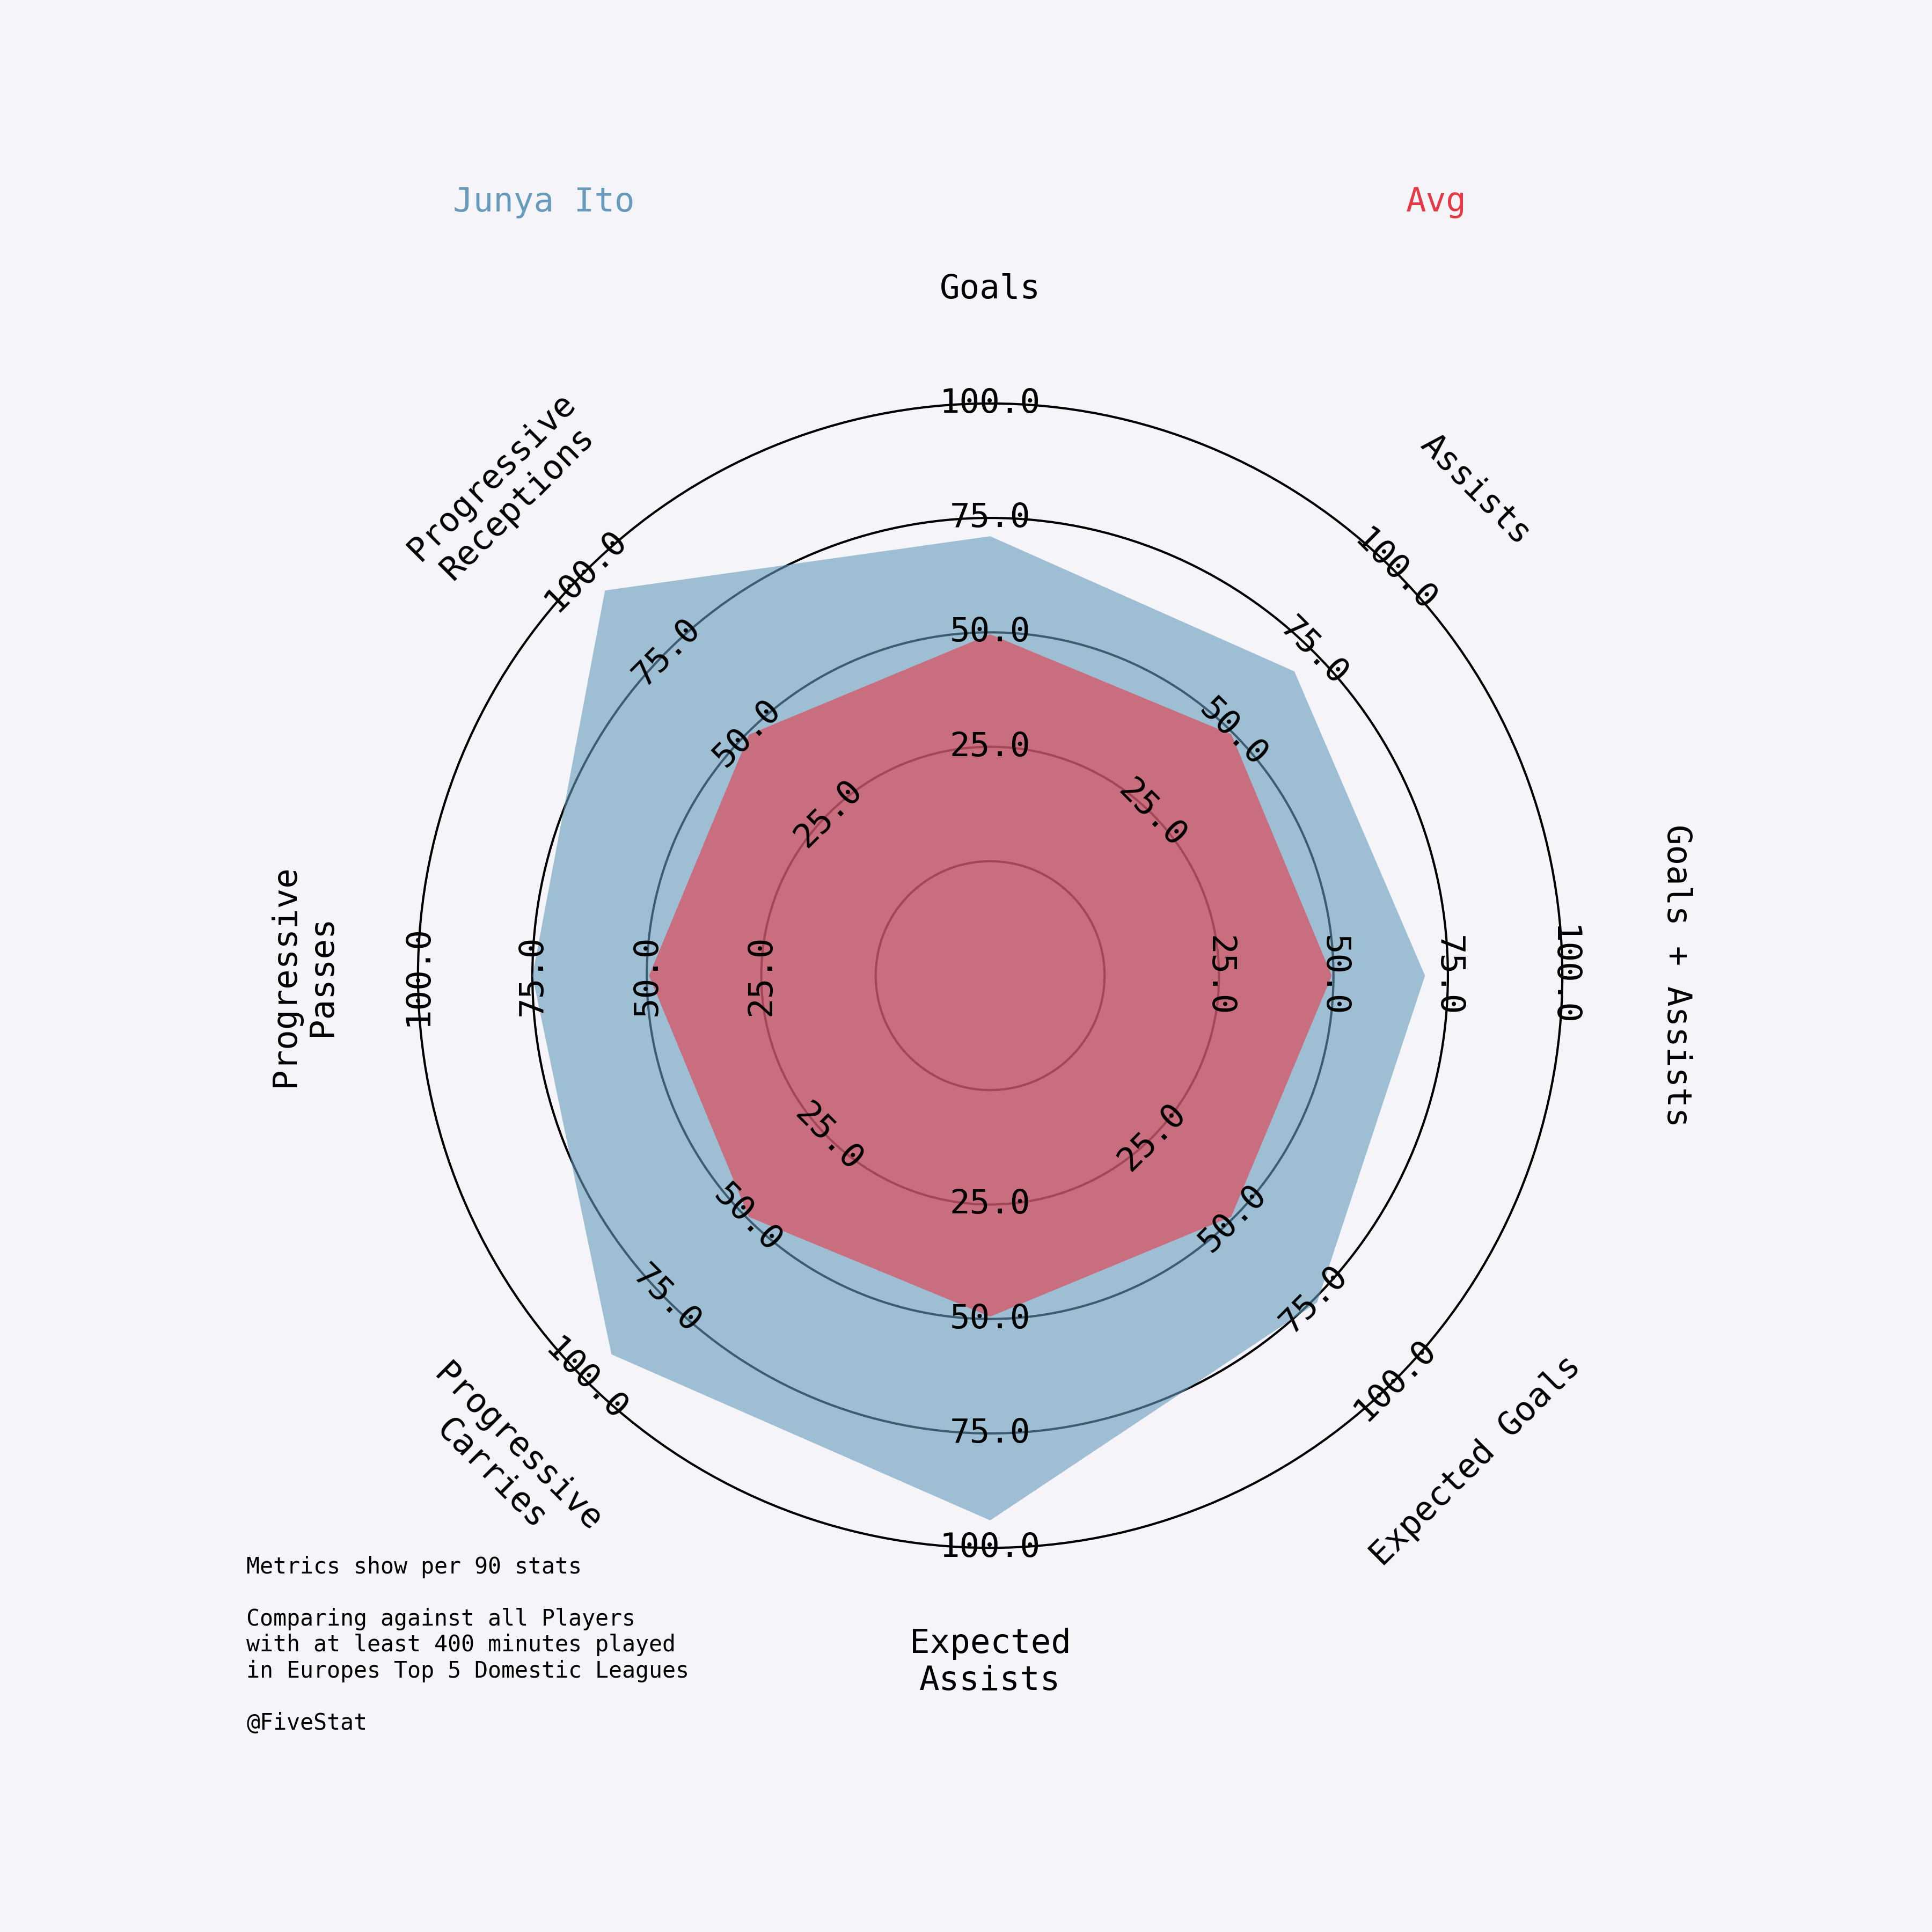 Junya Ito
Avg
Goals
Assists
Goals + Assists
Expected Goals
Expected
Assists
Progressive
Carries
Progressive
Passes
Progressive
Receptions
25.0
50.0
75.0
100.0
25.0
50.0
75.0
100.0
25.0
50.0
75.0
100.0
25.0
50.0
75.0
100.0
25.0
50.0
75.0
100.0
25.0
50.0
75.0
100.0
25.0
50.0
75.0
100.0
25.0
50.0
75.0
100.0
Metrics show per 90 stats
Comparing against all Players
with at least 400 minutes played
in Europes Top 5 Domestic Leagues
@FiveStat